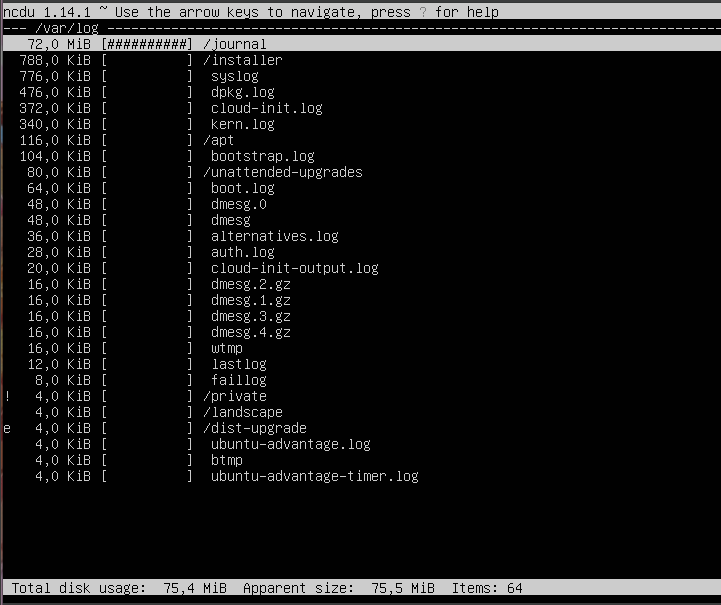 ncdu 1.14.1 ~ Use the arrow keys to navigate, press ? for help
--- /var/log ------------------------------------------------------------------------------
   72,0 MiB [##########] /journal
  788,0 KiB [          ] /installer
  776,0 KiB [          ]  syslog
  476,0 KiB [          ]  dpkg.log
  372,0 KiB [          ]  cloud-init.log
  340,0 KiB [          ]  kern.log
  116,0 KiB [          ] /apt
  104,0 KiB [          ]  bootstrap.log
   80,0 KiB [          ] /unattended-upgrades
   64,0 KiB [          ]  boot.log
   48,0 KiB [          ]  dmesg.0
   48,0 KiB [          ]  dmesg
   36,0 KiB [          ]  alternatives.log
   28,0 KiB [          ]  auth.log
   20,0 KiB [          ]  cloud-init-output.log
   16,0 KiB [          ]  dmesg.2.gz
   16,0 KiB [          ]  dmesg.1.gz
   16,0 KiB [          ]  dmesg.3.gz
   16,0 KiB [          ]  dmesg.4.gz
   16,0 KiB [          ]  wtmp
   12,0 KiB [          ]  lastlog
    8,0 KiB [          ]  faillog
!   4,0 KiB [          ] /private
    4,0 KiB [          ] /landscape
e   4,0 KiB [          ] /dist-upgrade
    4,0 KiB [          ]  ubuntu-advantage.log
    4,0 KiB [          ]  btmp
    4,0 KiB [          ]  ubuntu-advantage-timer.log
Total disk usage:  75,4 MiB  Apparent size:  75,5 MiB  Items: 64